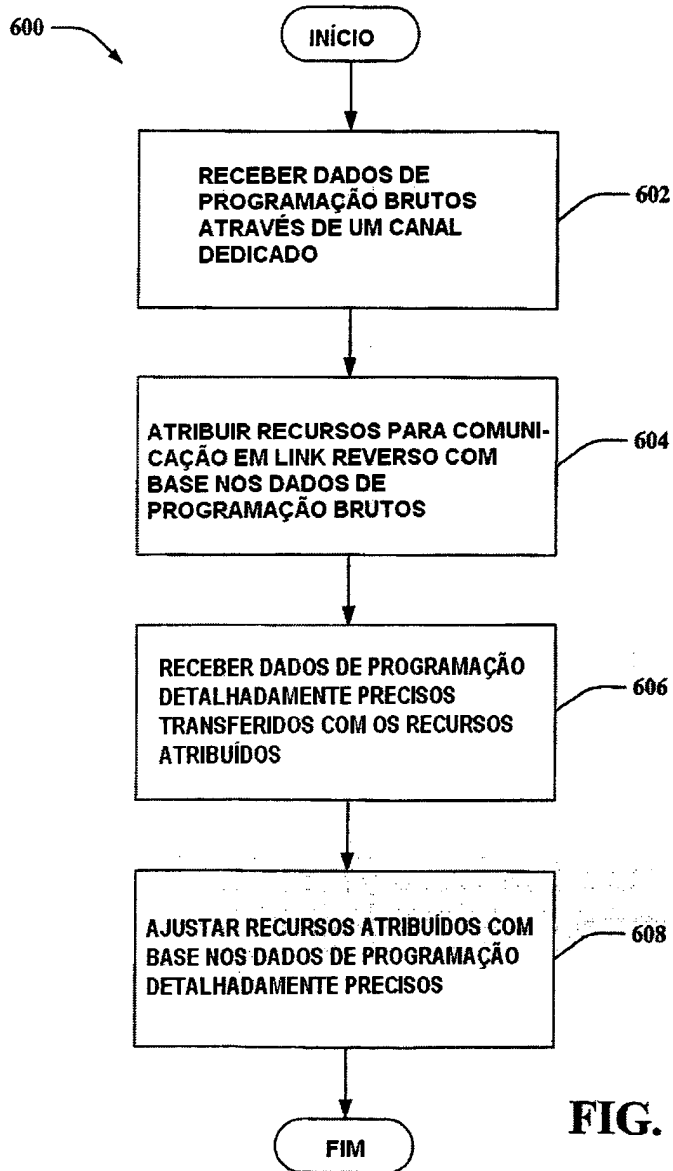 600
INÍCIO
RECEBER DADOS DE
PROGRAMAÇÃO BRUTOS
ATRAVÉS DE UM CANAL
DEDICADO
602
ATRIBUIR RECURSOS PARA COMUNI-
CAÇÃO EM LINK REVERSO COM
BASE NOS DADOS DE
PROGRAMAÇÃO BRUTOS
604
RECEBER DADOS DE PROGRAMAÇÃO
DETALHADAMENTE PRECISOS
TRANSFERIDOS COM OS RECURSOS
ATRIBUÍDOS
606
AJUSTAR RECURSOS ATRIBUÍDOS COM
BASE NOS DADOS DE PROGRAMAÇÃO
DETALHADAMENTE PRECISOS
608
FIM
FIG.